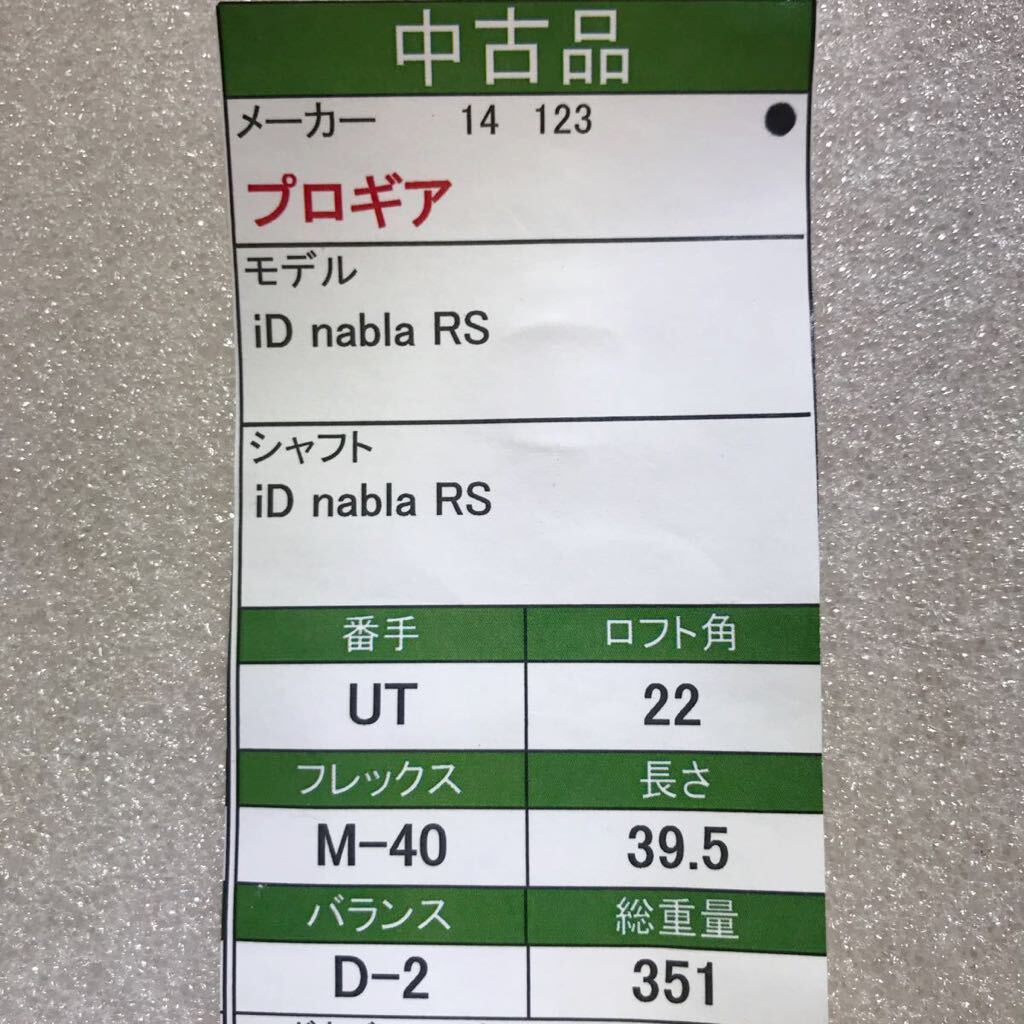 中古品
メーカー 14 123
プロギア
モデル
iD nabla RS
シャフト
iD nabla RS
番手 ロフト角
UT 22
フレックス 長さ
M-40 39.5
バランス 総重量
D-2 351